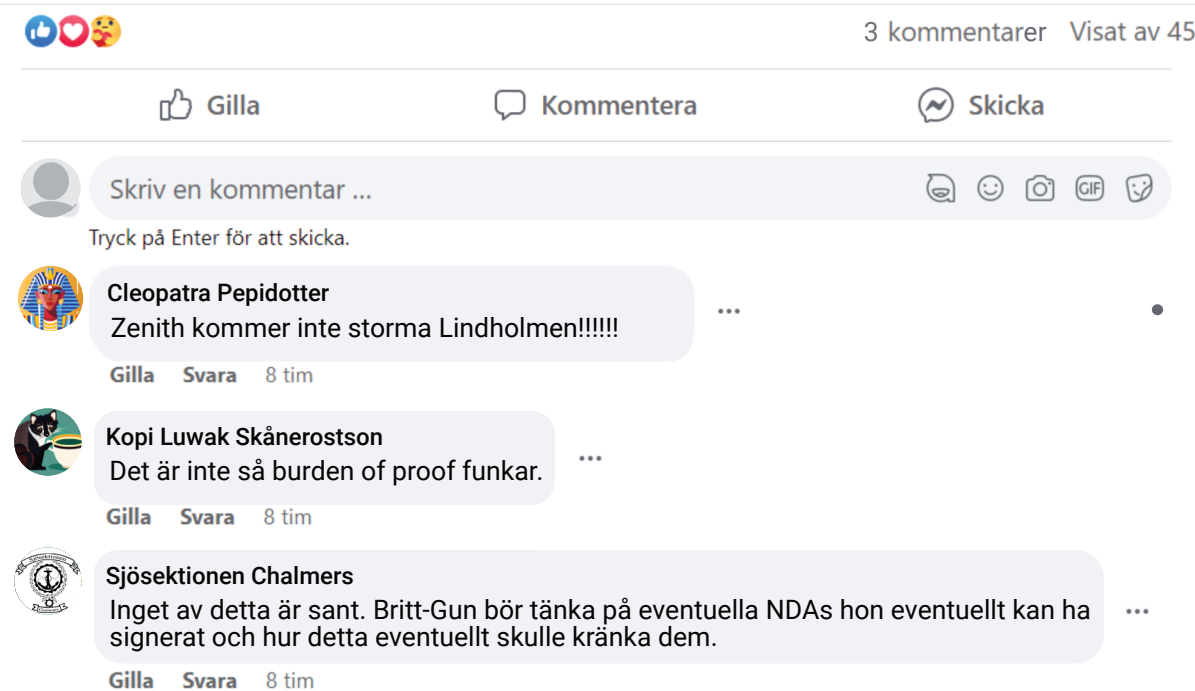 3 kommentarer Visat av 45
Gilla Kommentera Skicka
Skriv en kommentar ...
GIF
Tryck på Enter för att skicka.
Cleopatra Pepidotter
Zenith kommer inte storma Lindholmen!!!!!!
Gilla Svara 8 tim
Kopi Luwak Skånerostson
Det är inte så burden of proof funkar.
Gilla Svara 8 tim
Sjösektionen
Chalmers
Sjösektionen Chalmers
Inget av detta är sant. Britt-Gun bör tänka på eventuella NDAs hon eventuellt kan ha
signerat och hur detta eventuellt skulle kränka dem.
Gilla Svara 8 tim